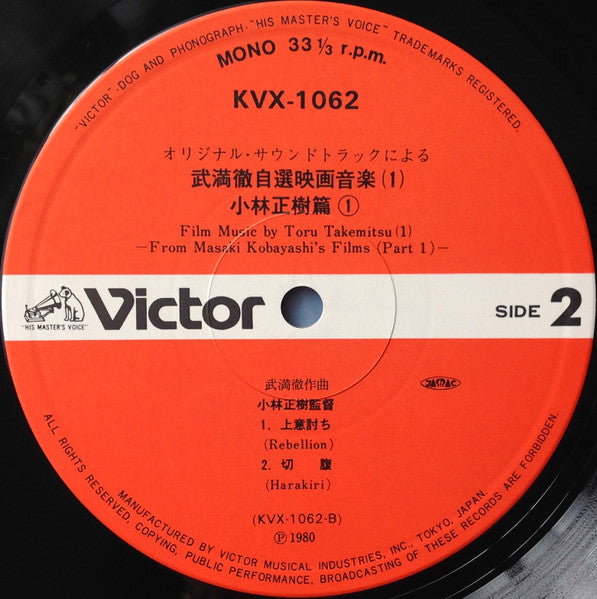 "VICTOR"-DOG AND PHONOGRAPH-"HIS MASTER'S VOICE" TRADEMARKS REGISTERED.
MONO 33 1/3 r.p.m.
KVX-1062
オリジナル・サウンドトラックによる
武満徹自選映画音楽(1)
小林正樹篇①
Film Music by Toru Takemitsu(1)
—From Masaki Kobayashi's Films (Part 1)—
"HIS MASTER'S VOICE"
Victor
SIDE 2
武満徹作曲
JASRAC
小林正樹監督
1. 上意討ち
(Rebellion)
2. 切 腹
(Harakiri)
(KVX-1062-B)
Ⓟ 1980
MANUFACTURED BY VICTOR MUSICAL INDUSTRIES, INC., TOKYO, JAPAN.
ALL RIGHTS RESERVED, COPYING, PUBLIC PERFORMANCE, BROADCASTING OF THESE RECORDS ARE FORBIDDEN.